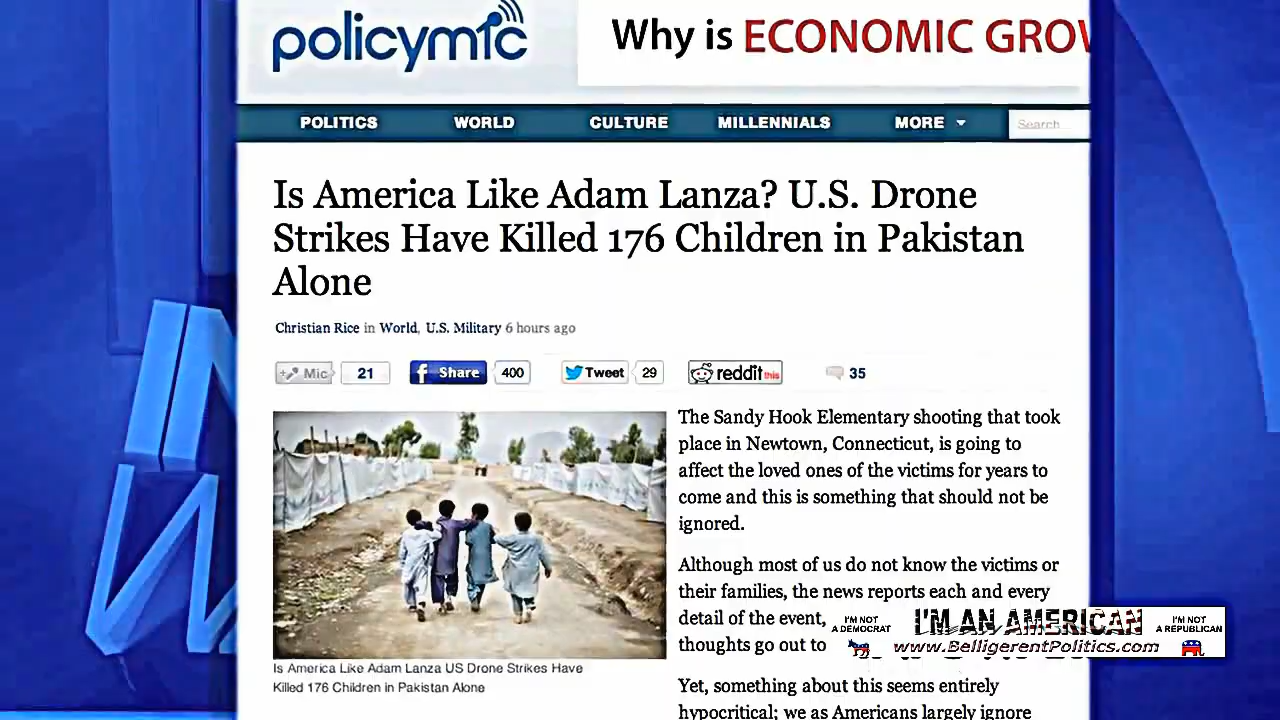 policymic
Why is ECONOMIC GROW
POLITICS WORLD CULTURE MILLENNIALS MORE Search...
Is America Like Adam Lanza? U.S. Drone
Strikes Have Killed 176 Children in Pakistan
Alone
Christian Rice in World, U.S. Military 6 hours ago
Mic 21 Share 400 Tweet 29 reddit this 35
The Sandy Hook Elementary shooting that took
place in Newtown, Connecticut, is going to
affect the loved ones of the victims for years to
come and this is something that should not be
ignored.
Although most of us do not know the victims or
their families, the news reports each and every
detail of the event,
thoughts go out to
Yet, something about this seems entirely
hypocritical; we as Americans largely ignore
Is America Like Adam Lanza US Drone Strikes Have
Killed 176 Children in Pakistan Alone
I'M NOT
A DEMOCRAT
I'M AN AMERICAN
I'M NOT
A REPUBLICAN
www.BelligerentPolitics.com